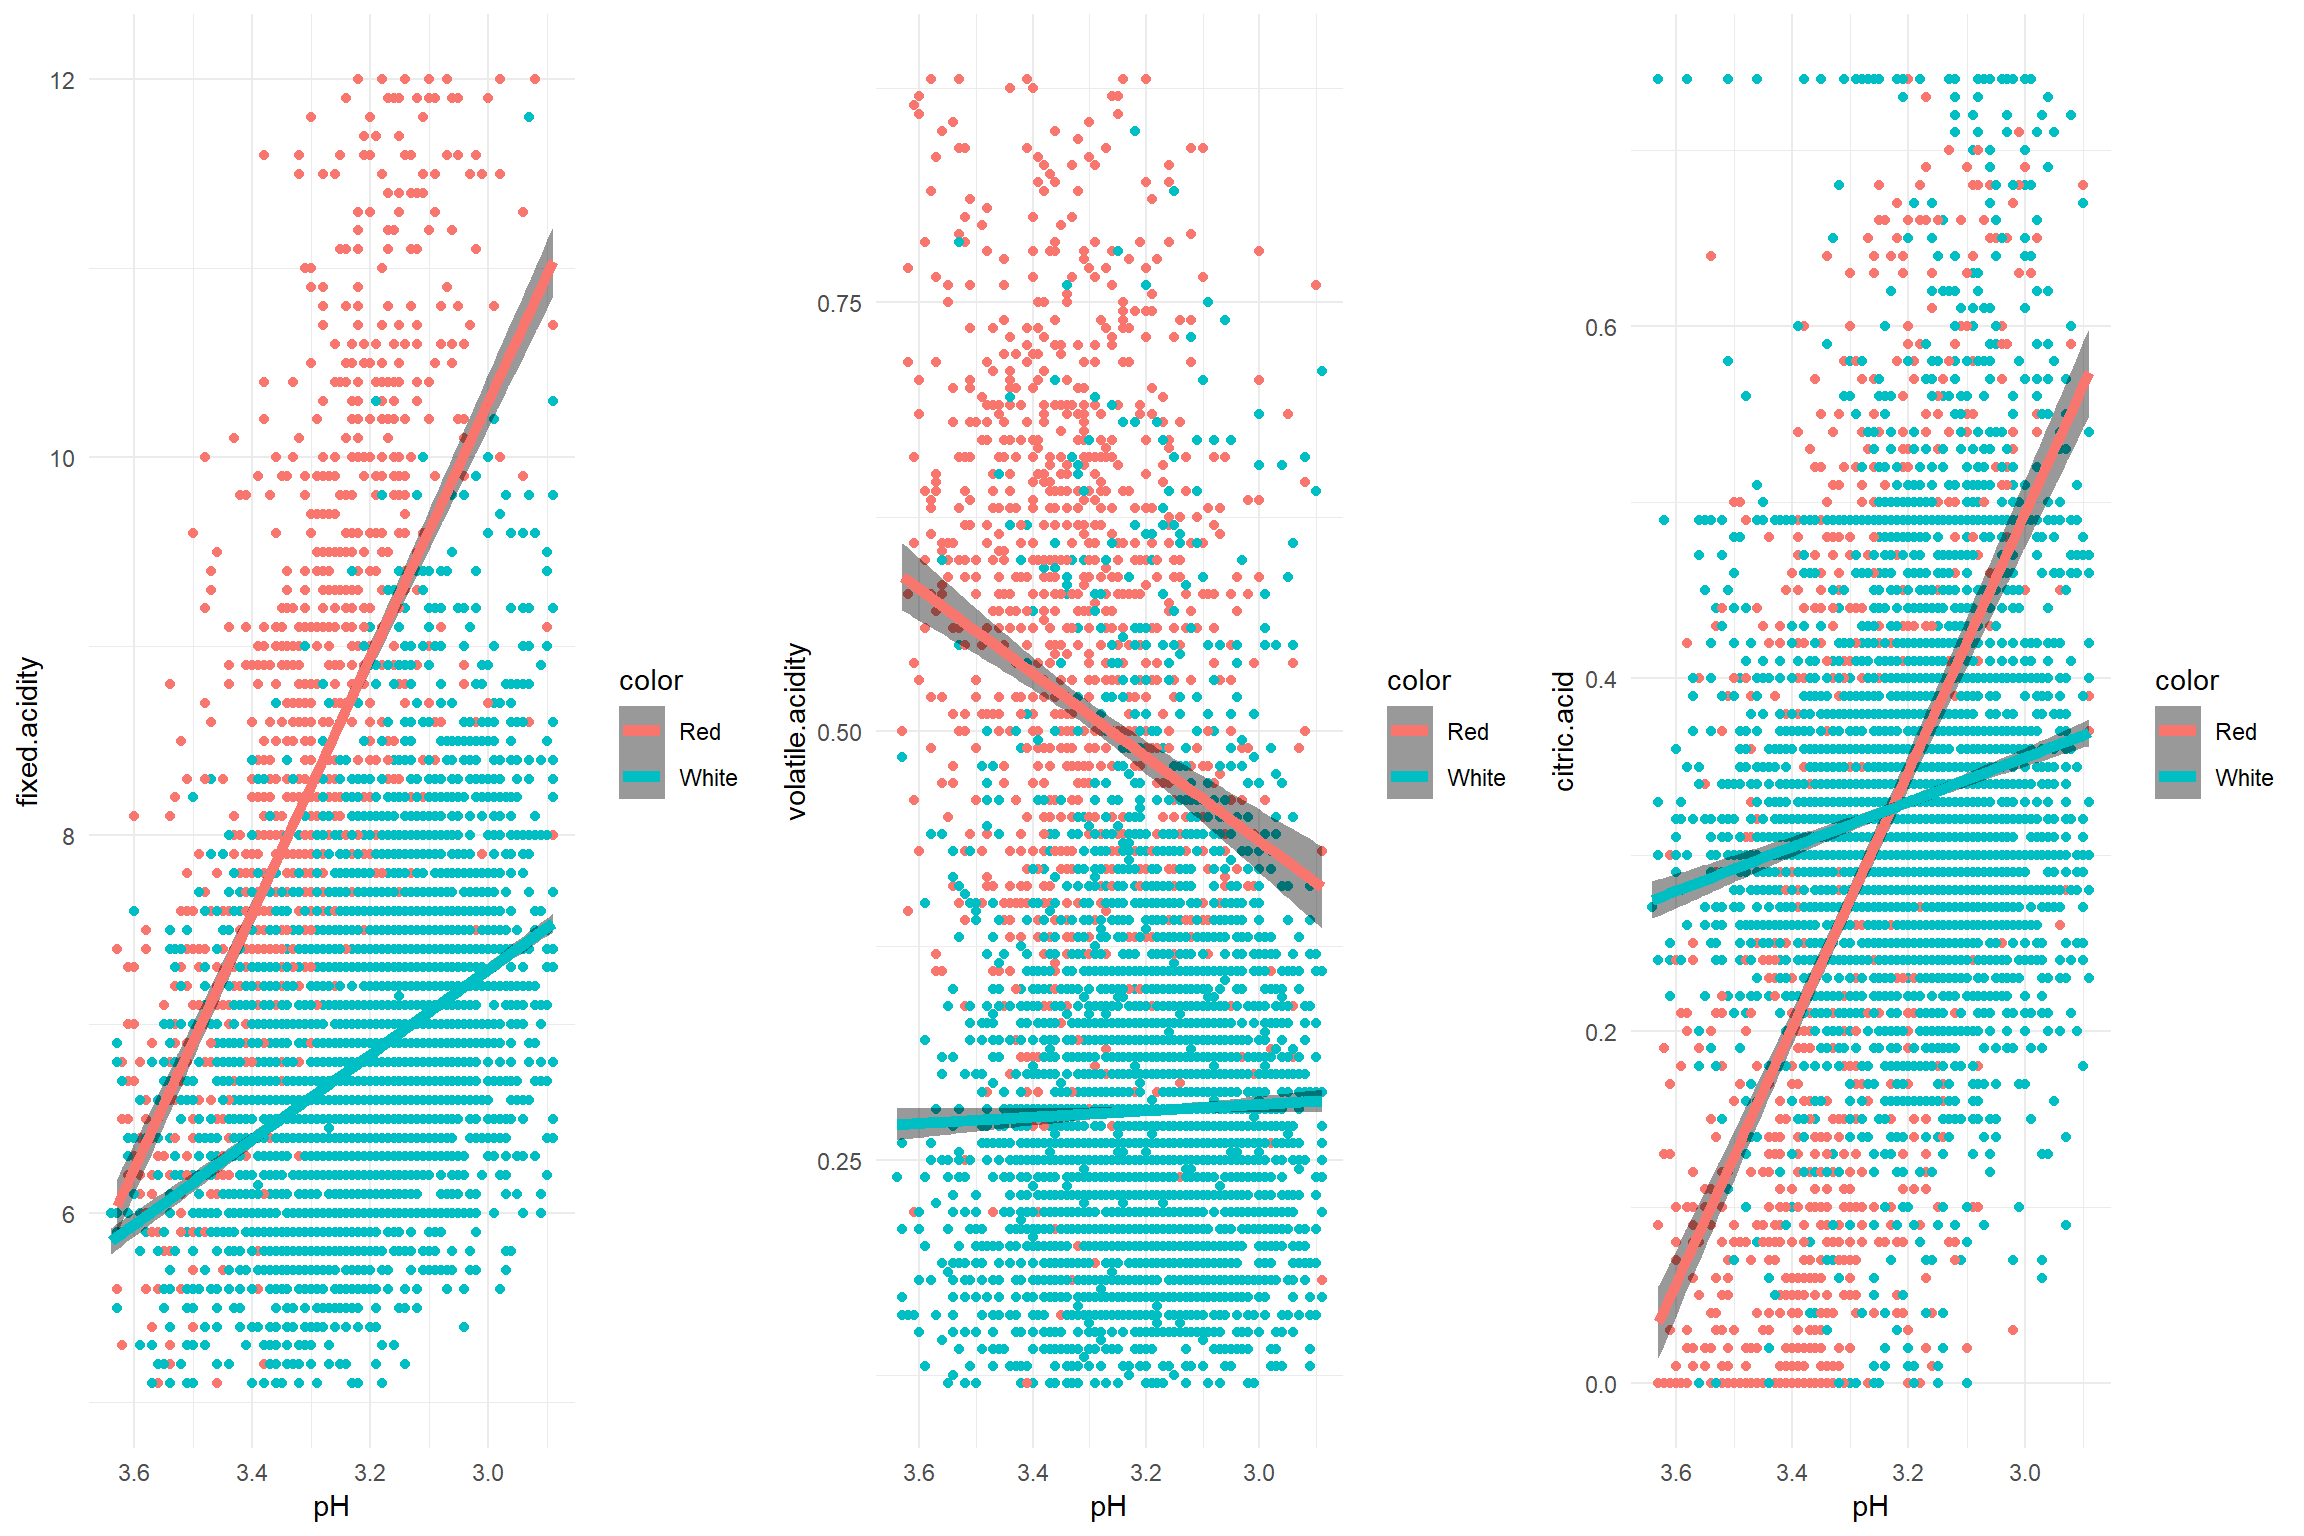 12
10
8
6
fixed.acidity
3.6 3.4 3.2 3.0
pH
color
Red
White
0.75
0.50
0.25
volatile.acidity
3.6 3.4 3.2 3.0
pH
color
Red
White
0.6
0.4
0.2
0.0
citric.acid
3.6 3.4 3.2 3.0
pH
color
Red
White